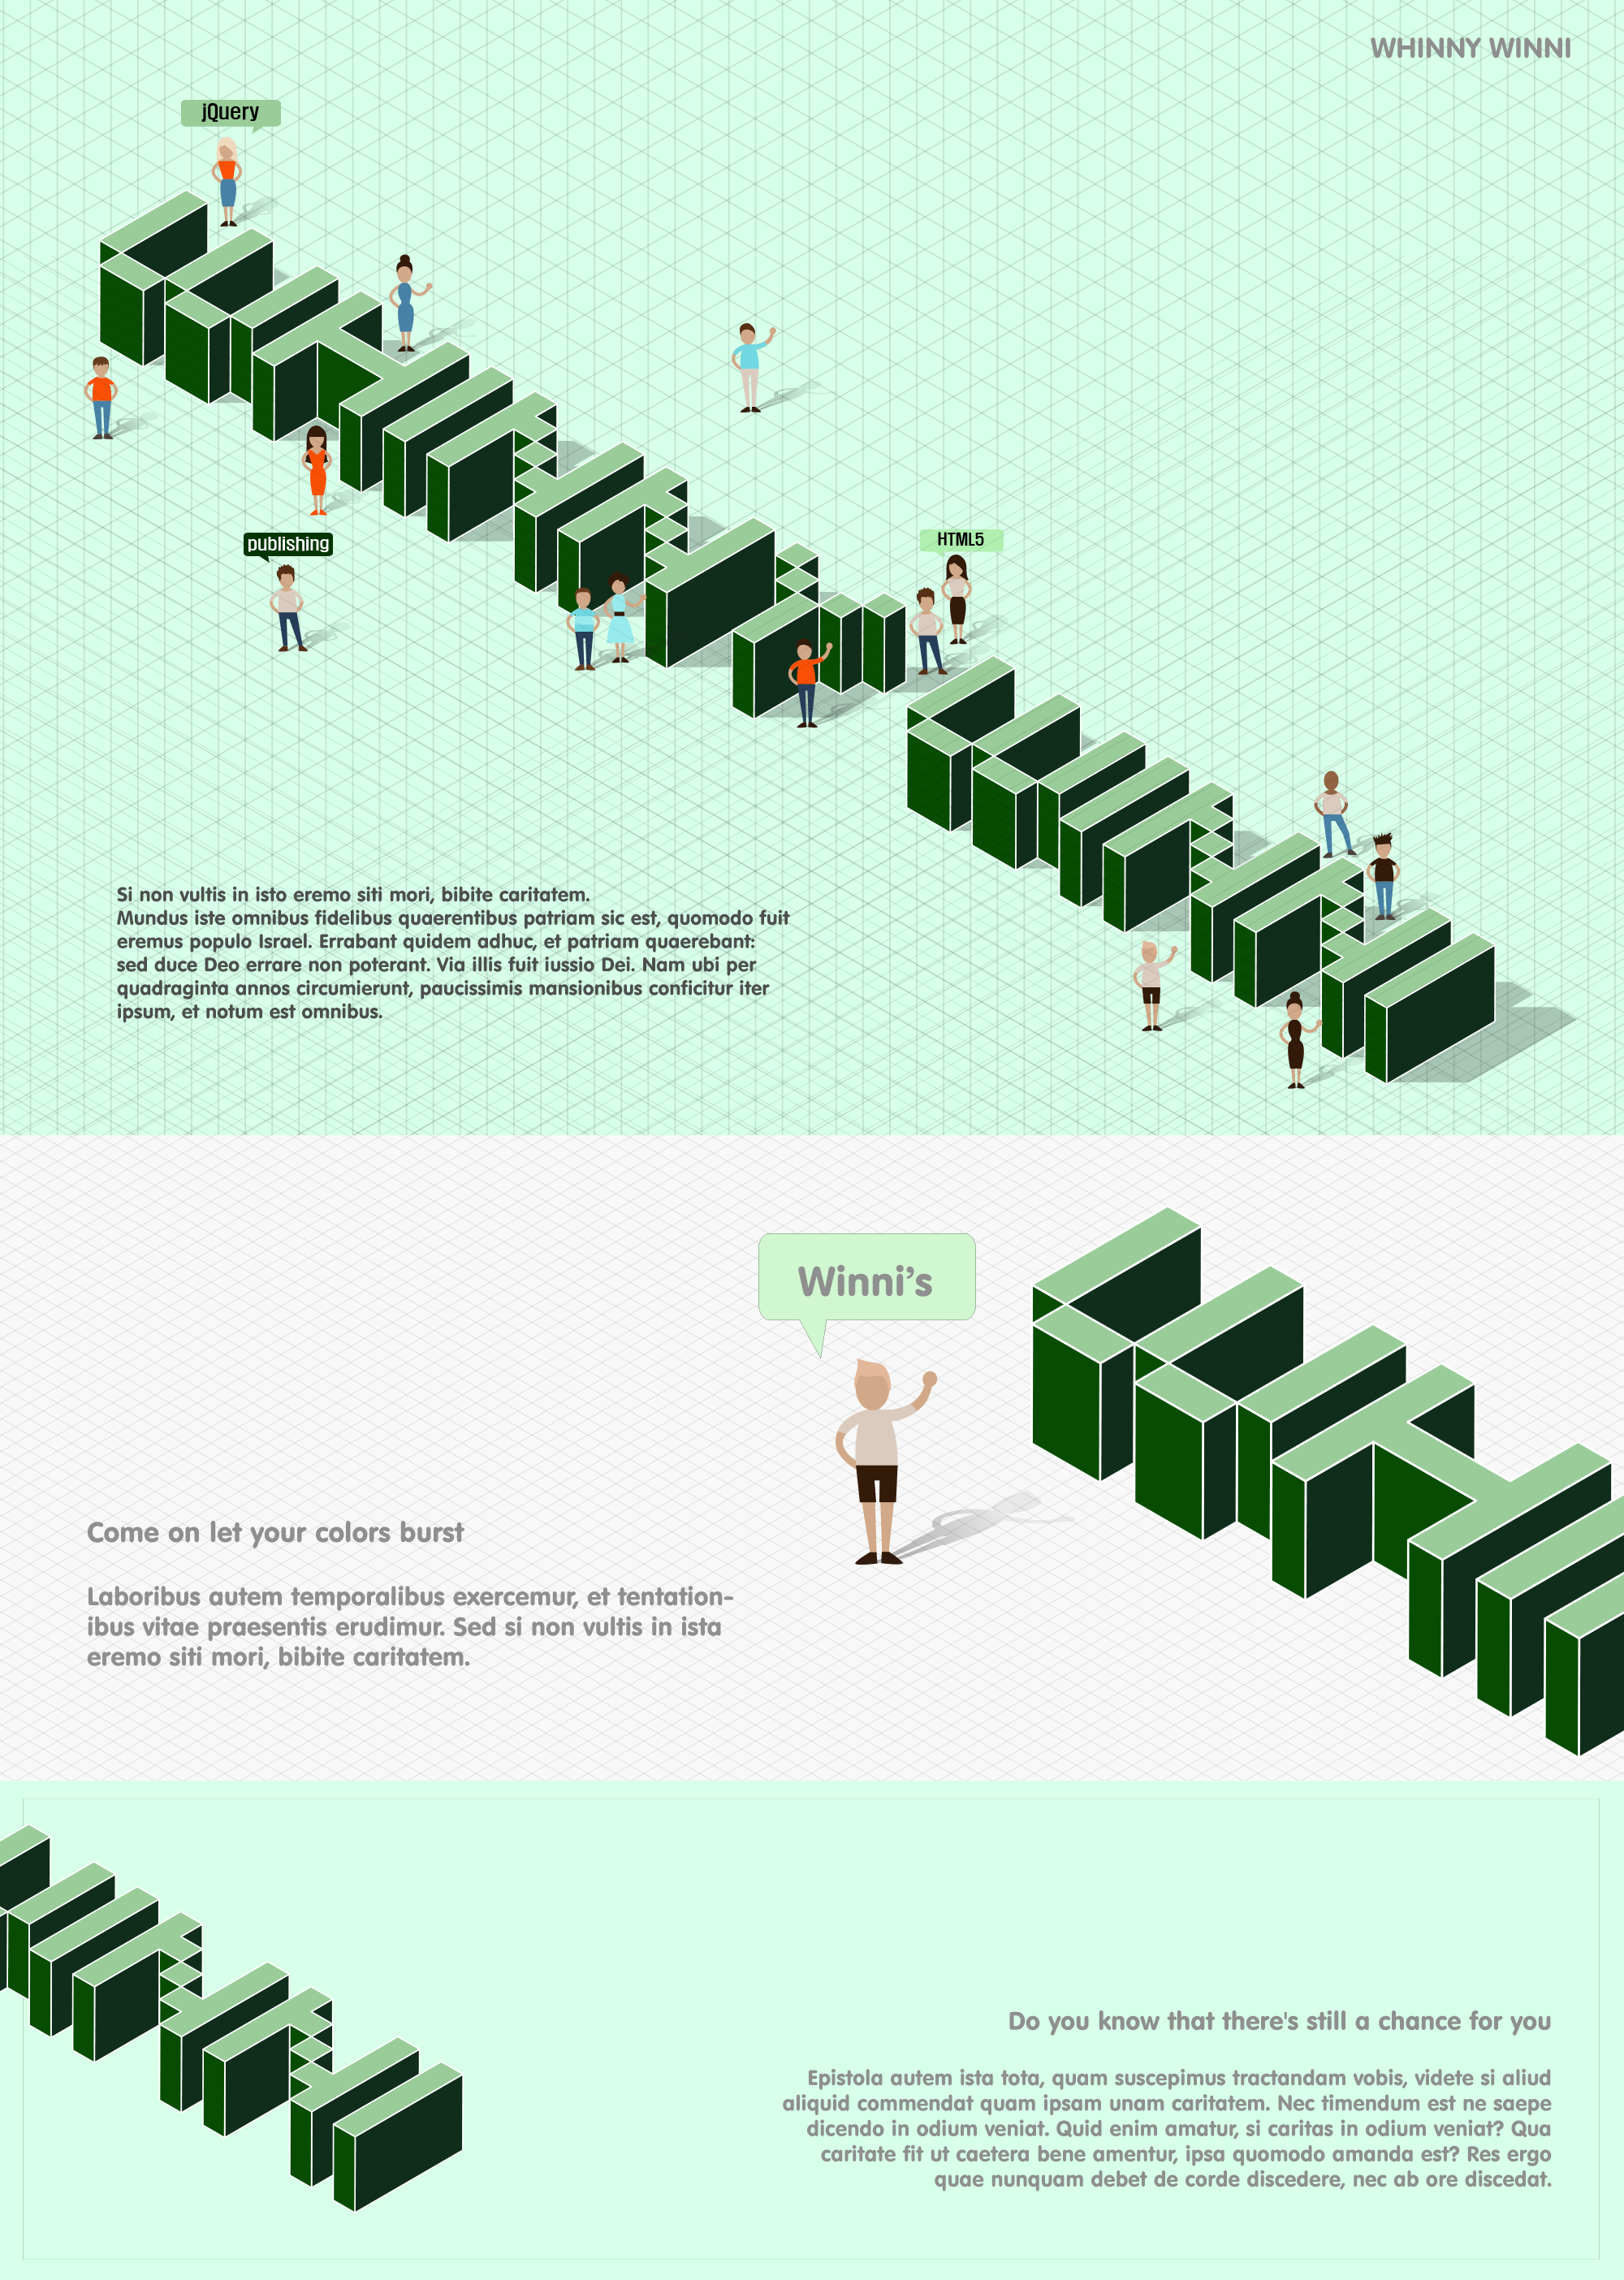 WHINNY WINNI
jQuery
WHINNY
publishing
HTML5
WINNI
Si non vultis in isto eremo siti mori, bibite caritatem.
Mundus iste omnibus fidelibus quaerentibus patriam sic est, quomodo fuit
eremus populo Israel. Errabant quidem adhuc, et patriam quaerebant:
sed duce Deo errare non poterant. Via illis fuit iussio Dei. Nam ubi per
quadraginta annos circumierunt, paucissimis mansionibus conficitur iter
ipsum, et notum est omnibus.
Winni’s
WHI
Come on let your colors burst
Laboribus autem temporalibus exercemur, et tentation-
ibus vitae praesentis erudimur. Sed si non vultis in ista
eremo siti mori, bibite caritatem.
WINNI
Do you know that there's still a chance for you
Epistola autem ista tota, quam suscepimus tractandam vobis, videte si aliud
aliquid commendat quam ipsam unam caritatem. Nec timendum est ne saepe
dicendo in odium veniat. Quid enim amatur, si caritas in odium veniat? Qua
caritate fit ut caetera bene amentur, ipsa quomodo amanda est? Res ergo
quae nunquam debet de corde discedere, nec ab ore discedat.